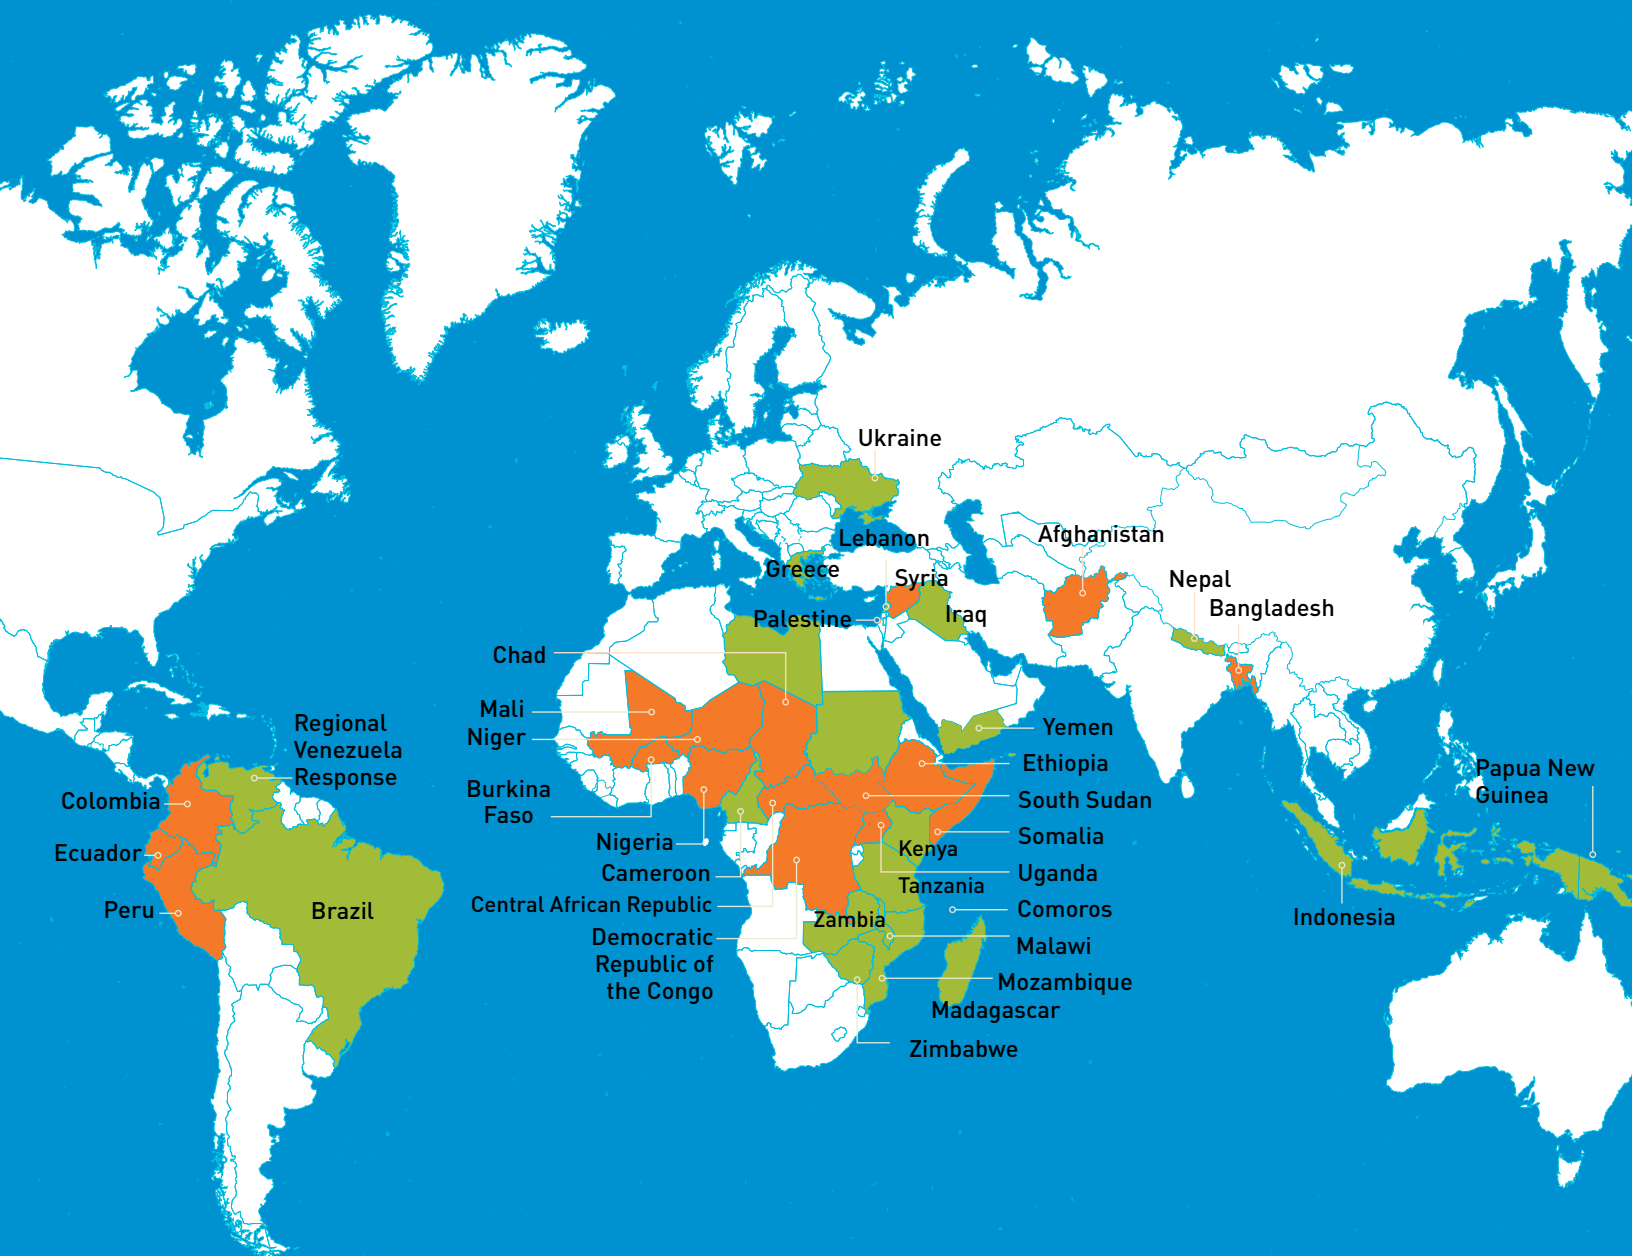 Ukraine
Afghanistan
Lebanon
Greece
Syria
Nepal
Bangladesh
Iraq
Palestine
Chad
Mali
Niger
Regional
Venezuela
Response
Yemen
Ethiopia
Papua New
Guinea
Burkina
Faso
Colombia
South Sudan
Nigeria
Kenya
Somalia
Ecuador
Cameroon
Tanzania
Uganda
Central African Republic
Peru
Brazil
Zambia
Comoros
Indonesia
Democratic
Republic of
the Congo
Malawi
Mozambique
Madagascar
Zimbabwe